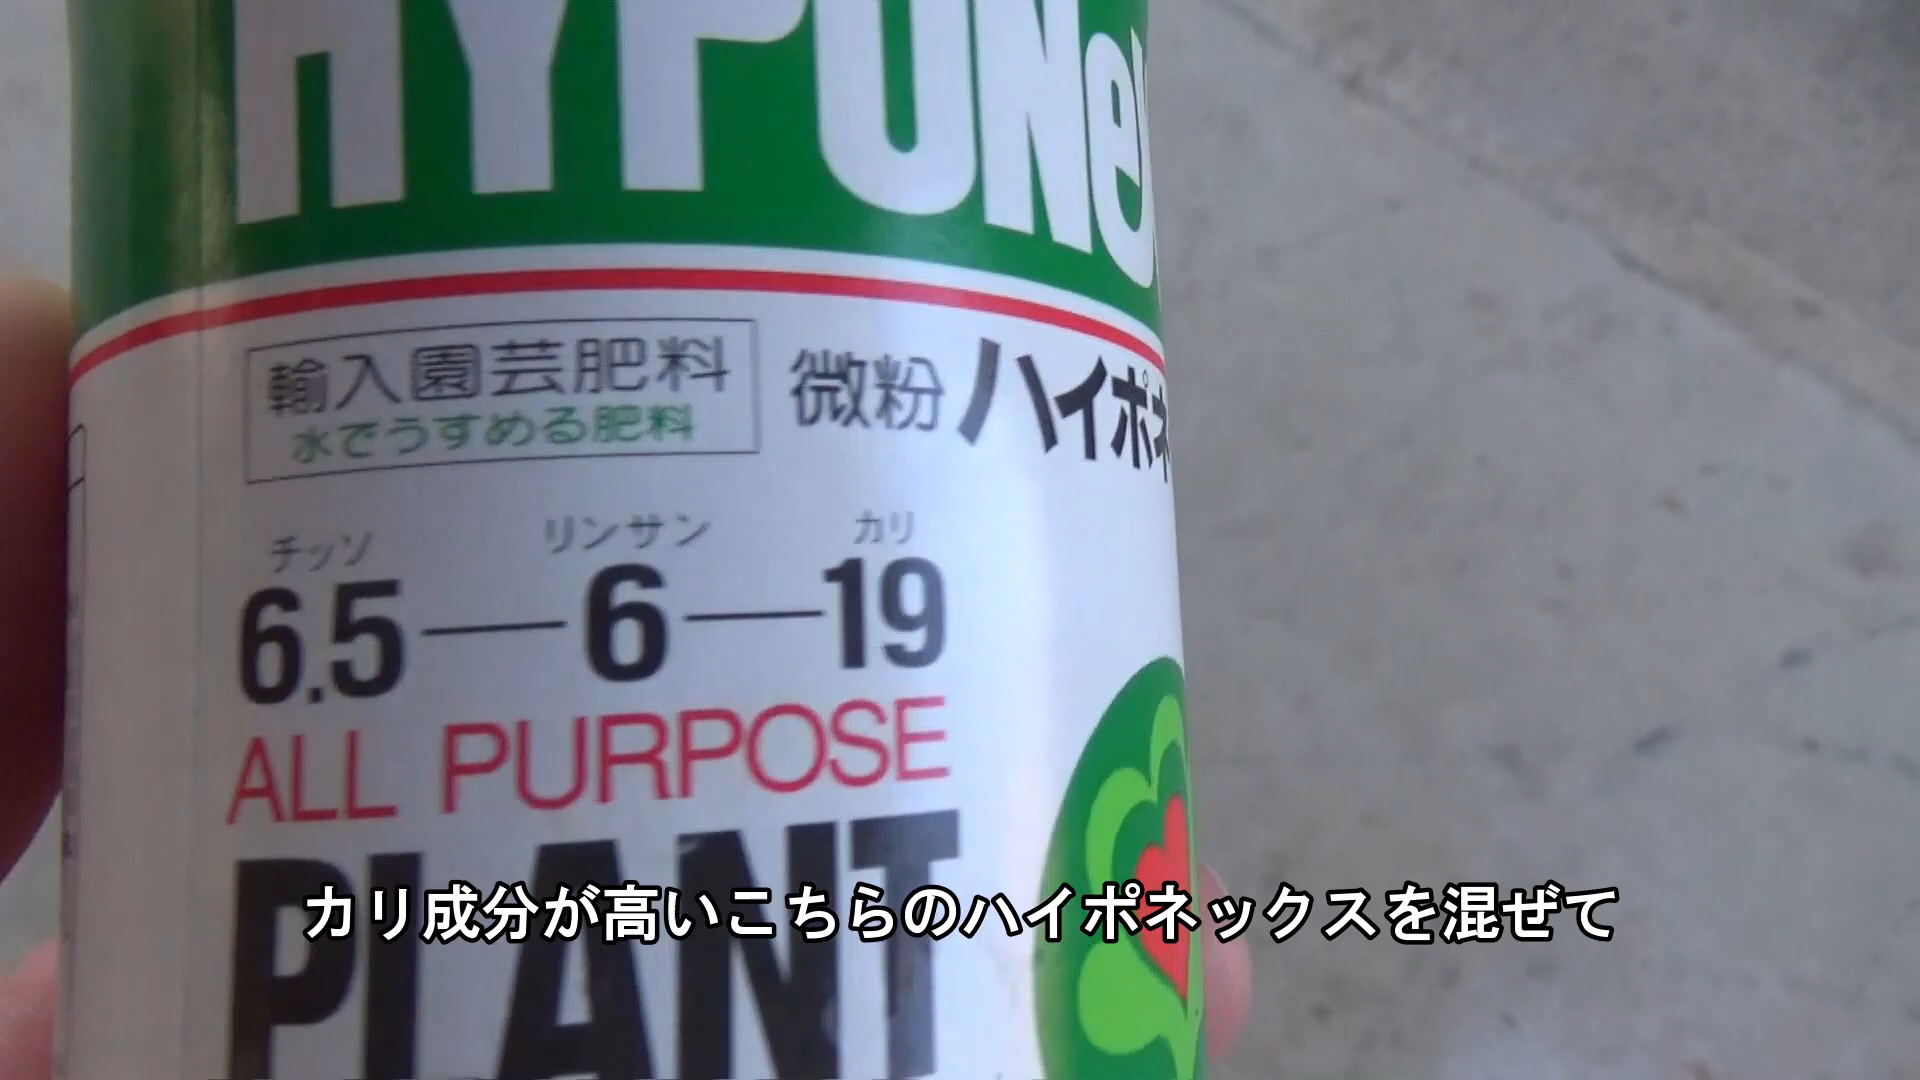 HYPONeX
輸入園芸肥料
水でうすめる肥料
微粉ハイポネ
チッソ リンサン カリ
6.5—6—19
ALL PURPOSE
PLANT
カリ成分が高いこちらのハイポネックスを混ぜて